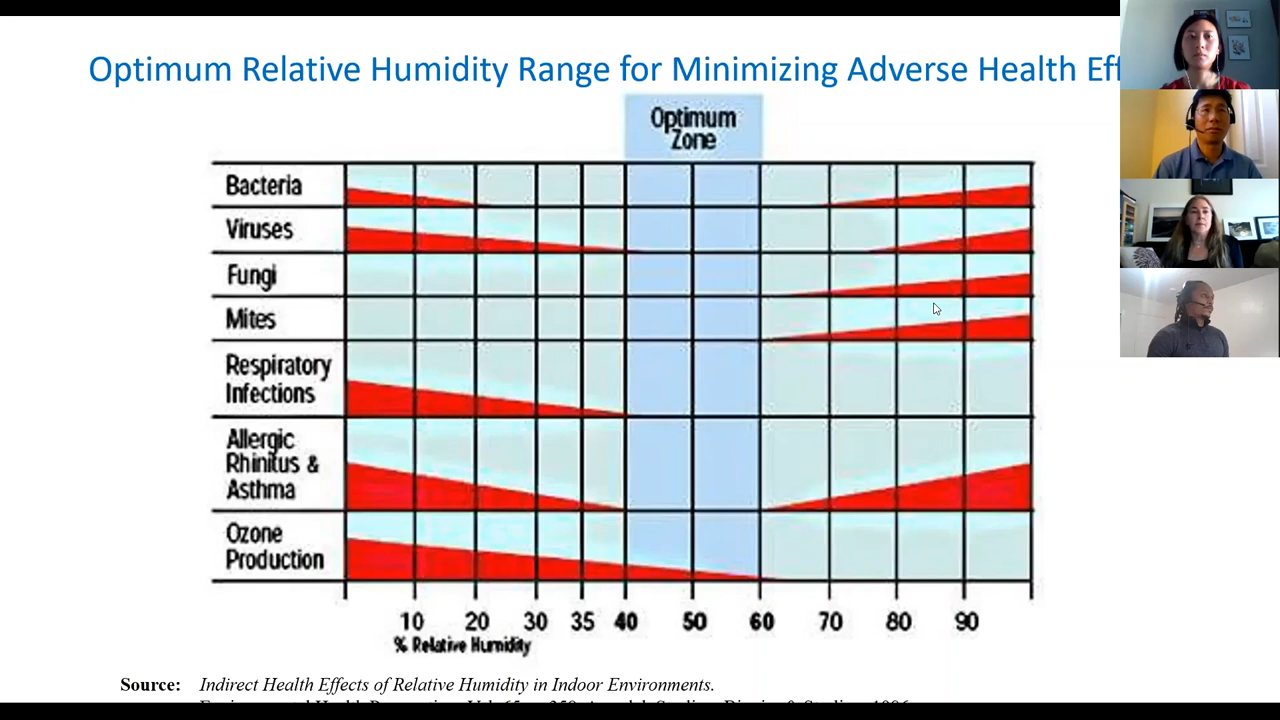 Optimum Relative Humidity Range for Minimizing Adverse Health
Optimum
Zone
Bacteria
Viruses
Fungi
Mites
Respiratory
Infections
Allergic
Rhinitus &
Asthma
Ozone
Production
10 20 30 35 40 50 60 70 80 90
% Relative Humidity
Source: Indirect Health Effects of Relative Humidity in Indoor Environments.